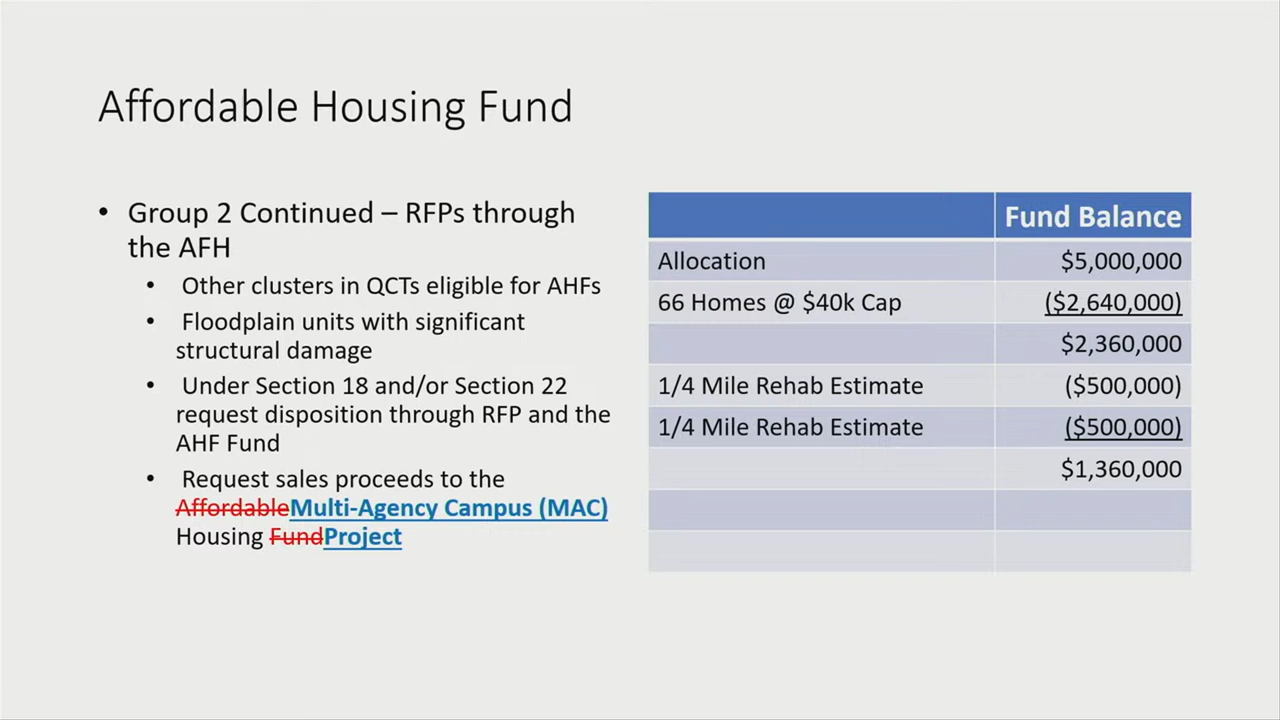 Affordable Housing Fund
• Group 2 Continued – RFPs through
the AFH
• Other clusters in QCTs eligible for AHFs
• Floodplain units with significant
structural damage
• Under Section 18 and/or Section 22
request disposition through RFP and the
AHF Fund
• Request sales proceeds to the
AffordableMulti-Agency Campus (MAC)
Housing FundProject
Fund Balance
Allocation $5,000,000
66 Homes @ $40k Cap ($2,640,000)
$2,360,000
1/4 Mile Rehab Estimate ($500,000)
1/4 Mile Rehab Estimate ($500,000)
$1,360,000